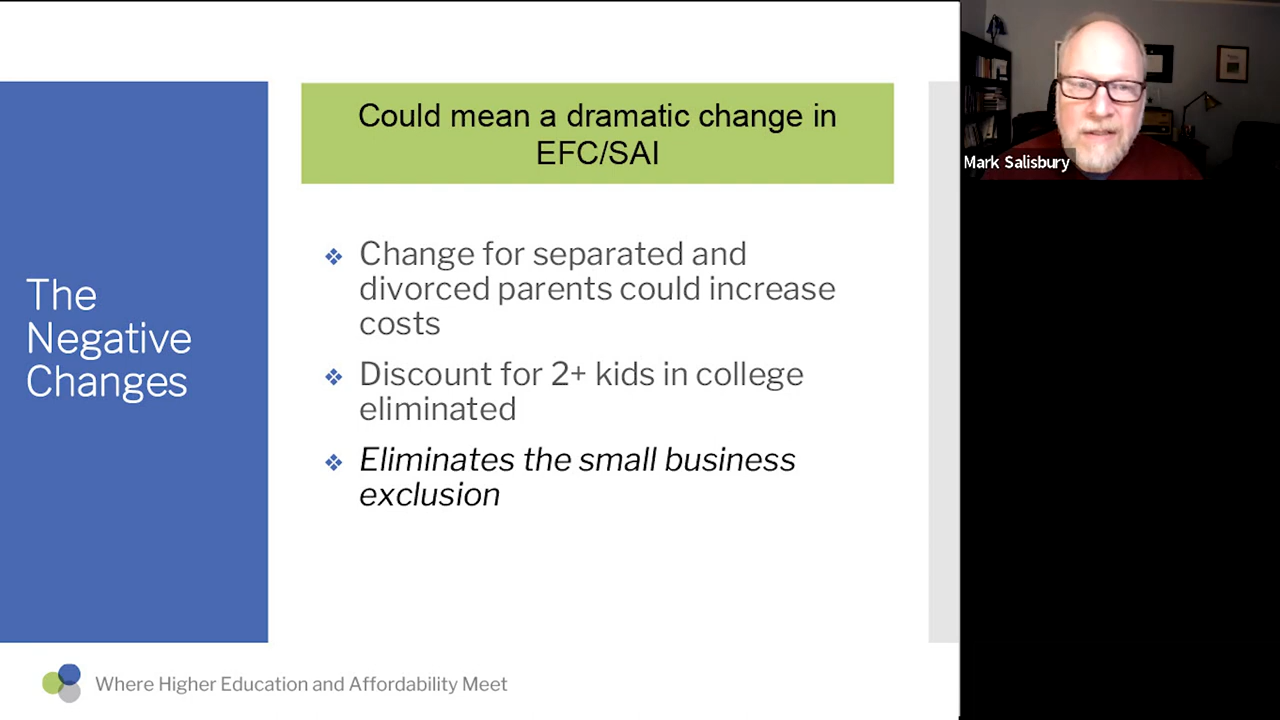 Could mean a dramatic change in
EFC/SAI
The
Negative
Changes
Change for separated and
divorced parents could increase
costs
Discount for 2+ kids in college
eliminated
Eliminates the small business
exclusion
Where Higher Education and Affordability Meet
Mark Salisbury